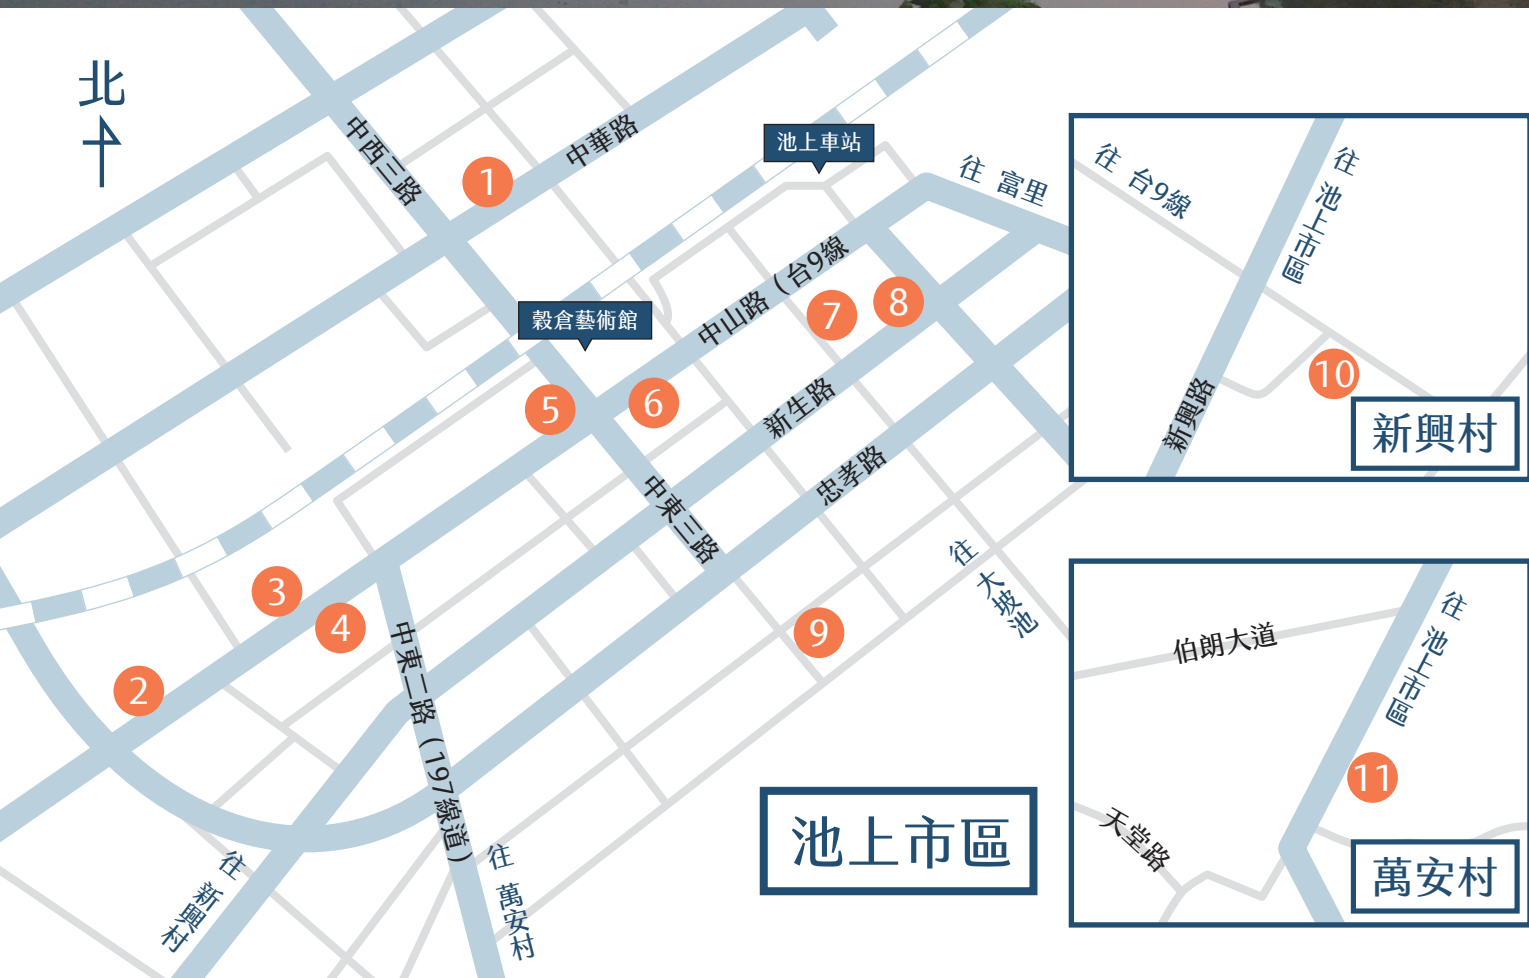 北
中西三路
1
中華路
池上車站
往 富里
穀倉藝術館
中山路（台9線
7
8
5
6
新生路
忠孝路
中東三路
往 大坡池
3
4
9
2
中東二路（197線道）
往 新興村
往 萬安村
池上市區
往 台9線
往 池上市區
新興路
10
新興村
伯朗大道
往 池上市區
11
天堂路
萬安村